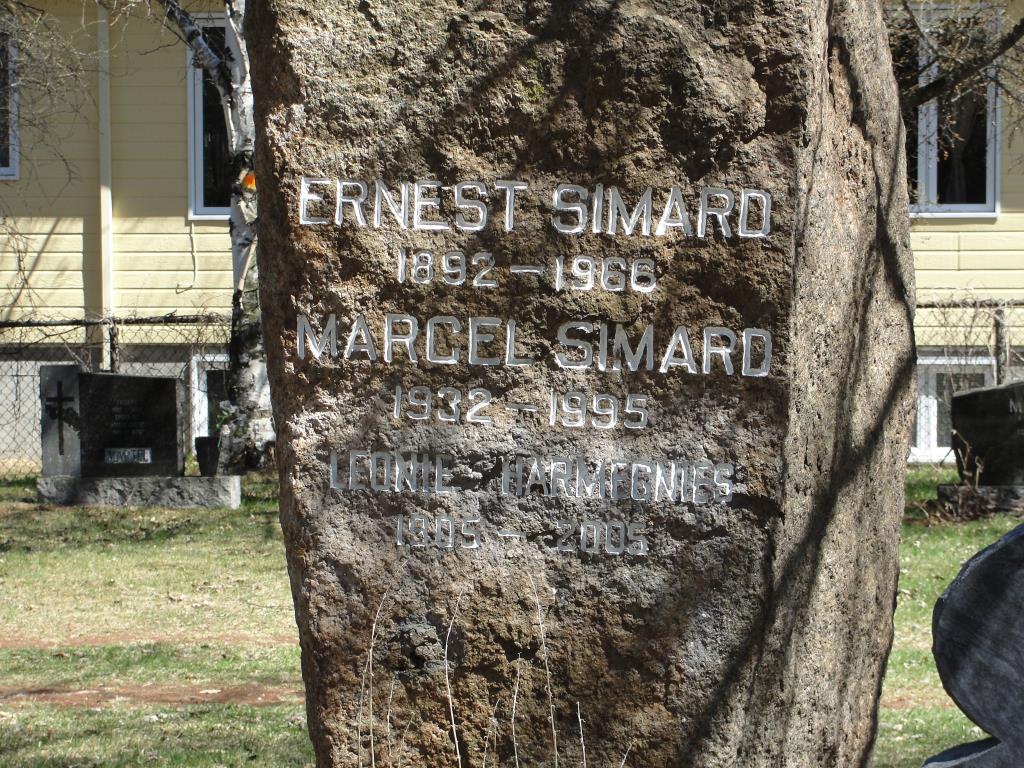 ERNEST SIMARD
1892 - 1966
MARCEL SIMARD
1932 - 1995
LEONIE HARMEGNIES
1905 - 2005